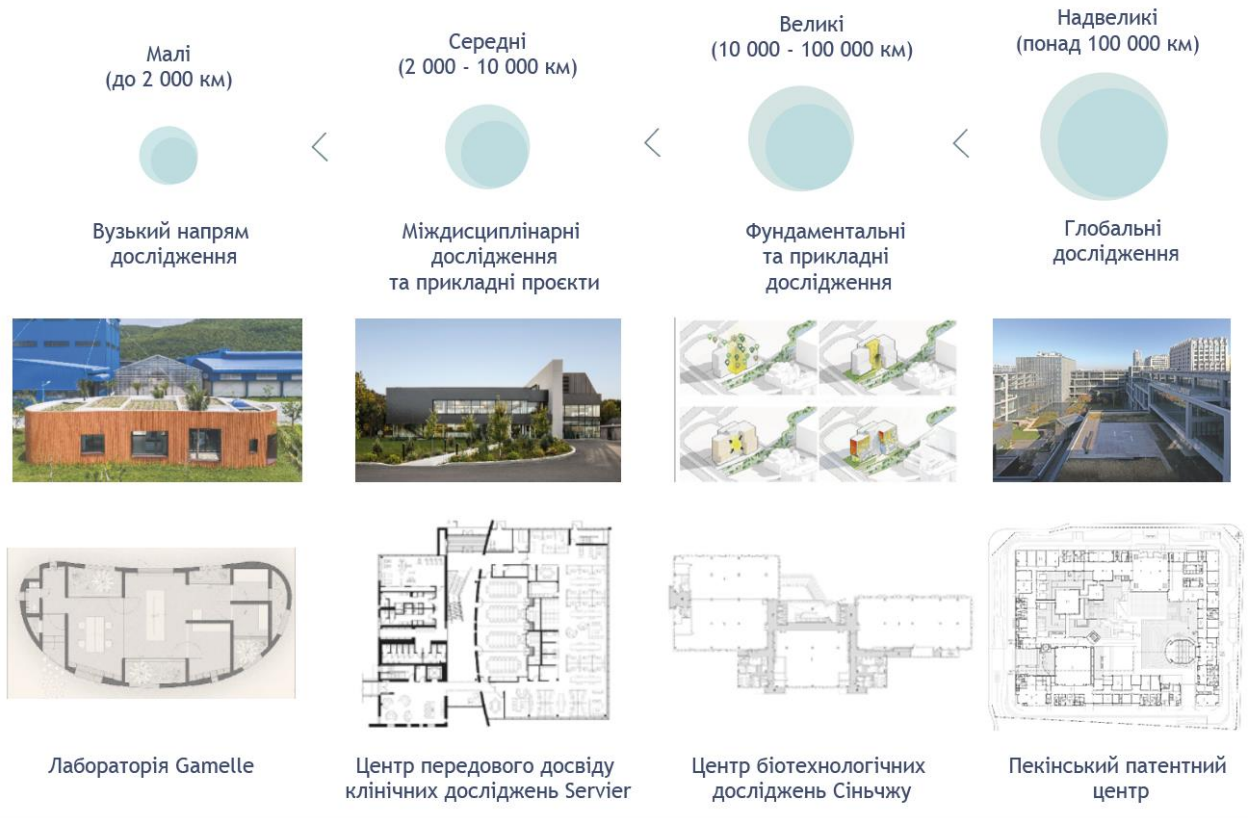 Малі
(до 2 000 км)
Середні
(2 000 - 10 000 км)
Великі
(10 000 - 100 000 км)
Надвеликі
(понад 100 000 км)
Вузький напрям
дослідження
Міждисциплінарні
дослідження
та прикладні проєкти
Фундаментальні
та прикладні
дослідження
Глобальні
дослідження
Лабораторія Gamelle
Центр передового досвіду
клінічних досліджень Servier
Центр біотехнологічних
досліджень Сіньчжу
Пекінський патентний
центр